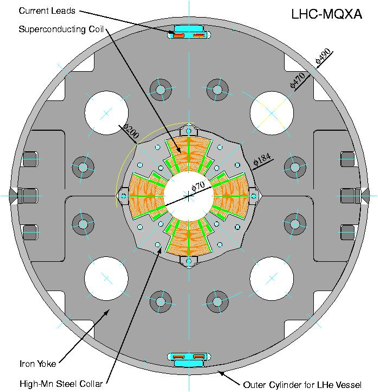 Current Leads
LHC-MQXA
Superconducting Coil
ϕ490
ϕ470
ϕ200
ϕ184
ϕ70
Iron Yoke
High-Mn Steel Collar
Outer Cylinder for LHe Vessel